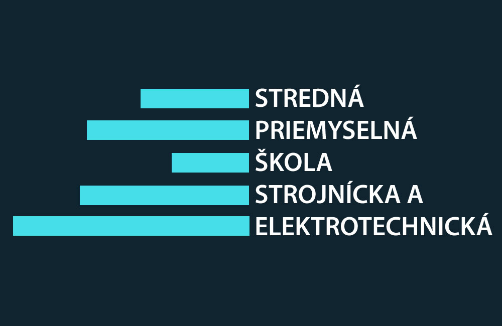 STREDNÁ
PRIEMYSELNÁ
ŠKOLA
STROJNÍCKA A
ELEKTROTECHNICKÁ